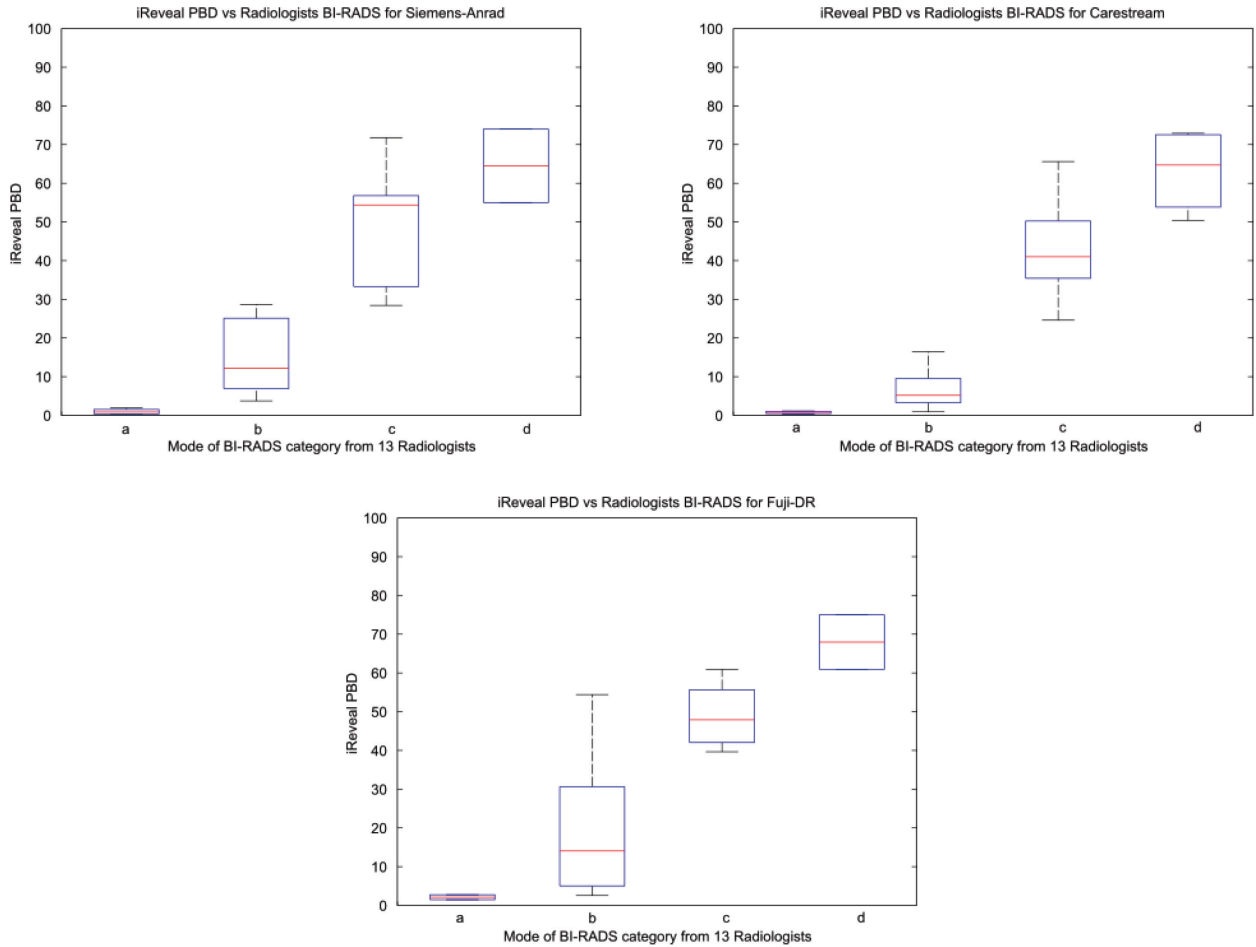 iReveal PBD vs Radiologists BI-RADS for Siemens-Anrad
100
90
80
70
60
50
40
30
20
10
0
iReveal PBD
a b c d
Mode of BI-RADS category from 13 Radiologists
iReveal PBD vs Radiologists BI-RADS for Carestream
100
90
80
70
60
50
40
30
20
10
0
iReveal PBD
a b c d
Mode of BI-RADS category from 13 Radiologists
iReveal PBD vs Radiologists BI-RADS for Fuji-DR
100
90
80
70
60
50
40
30
20
10
0
iReveal PBD
a b c d
Mode of BI-RADS category from 13 Radiologists